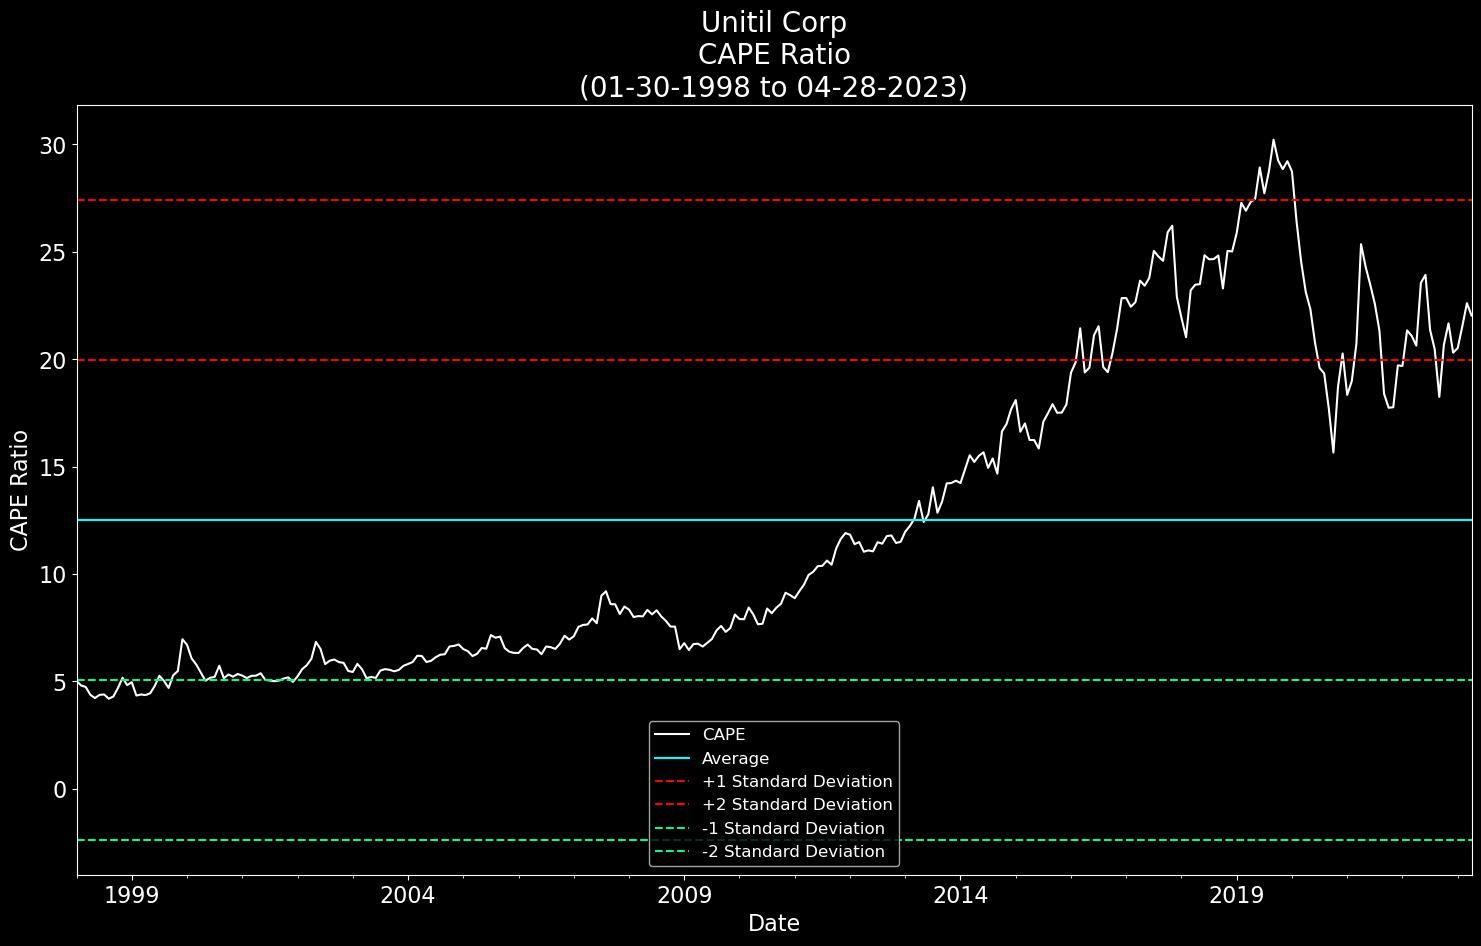 Unitil Corp
CAPE Ratio
(01-30-1998 to 04-28-2023)
30
25
20
15
10
5
0
CAPE Ratio
CAPE
Average
+1 Standard Deviation
+2 Standard Deviation
-1 Standard Deviation
-2 Standard Deviation
1999 2004 2009 2014 2019
Date